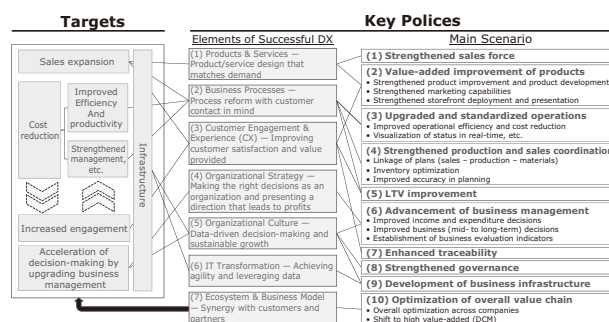 Targets
Key Polices
Elements of Successful DX
Main Scenario
Sales expansion
Cost
reduction
Improved
Efficiency
And
productivity
Strengthened
management,
etc.
Increased engagement
Acceleration of
decision-making by
upgrading business
management
Infrastructure
(1) Products & Services —
Product/service design that
matches demand
(2) Business Processes —
Process reform with customer
contact in mind
(3) Customer Engagement &
Experience (CX) — Improving
customer satisfaction and value
provided
(4) Organizational Strategy —
Making the right decisions as an
organization and presenting a
direction that leads to profits
(5) Organizational Culture —
Data-driven decision-making and
sustainable growth
(6) IT Transformation — Achieving
agility and leveraging data
(7) Ecosystem & Business Model
— Synergy with customers and
partners
(1) Strengthened sales force
(2) Value-added improvement of products
• Strengthened product improvement and product development
• Strengthened marketing capabilities
• Strengthened storefront deployment and presentation
(3) Upgraded and standardized operations
• Improved operational efficiency and cost reduction
• Visualization of status in real-time, etc.
(4) Strengthened production and sales coordination
• Linkage of plans (sales – production – materials)
• Inventory optimization
• Improved accuracy in planning
(5) LTV improvement
(6) Advancement of business management
• Improved income and expenditure decisions
• Improved business (mid- to long-term) decisions
• Establishment of business evaluation indicators
(7) Enhanced traceability
(8) Strengthened governance
(9) Development of business infrastructure
(10) Optimization of overall value chain
• Overall optimization across companies
• Shift to high value-added (DCM)